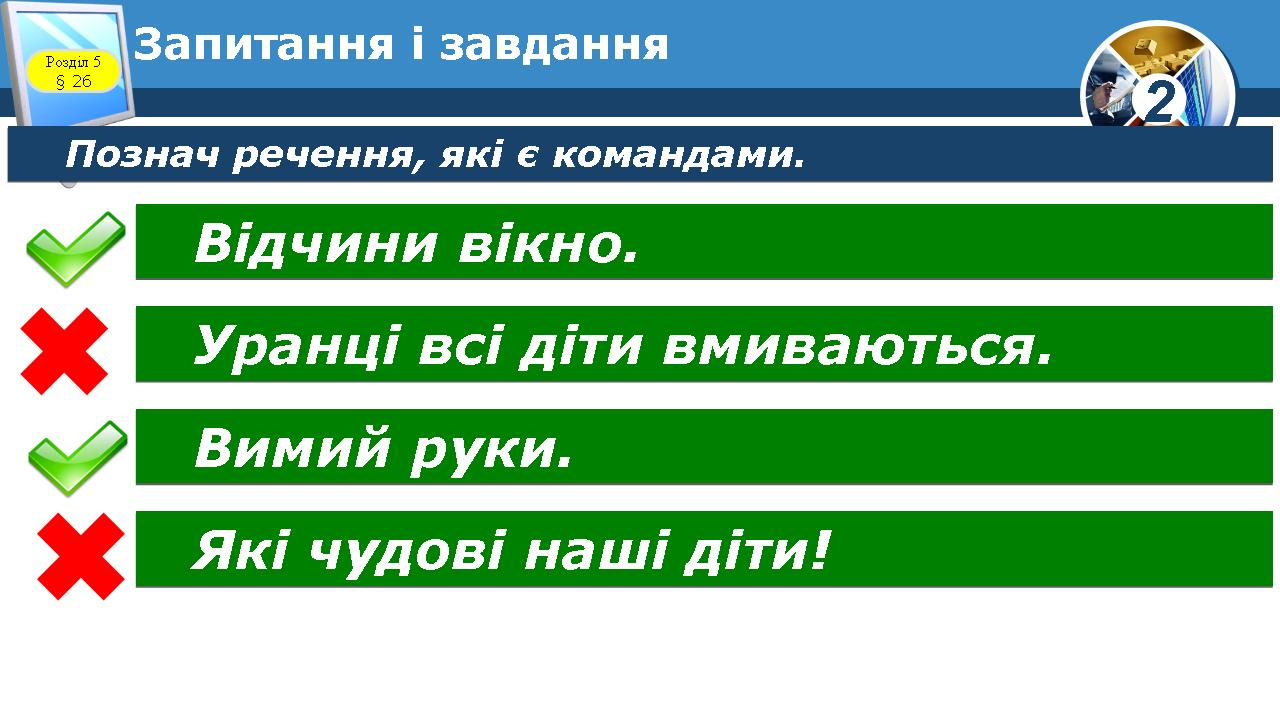 Запитання і завдання
Розділ 5
§ 26
2
Познач речення, які є командами.
Відчини вікно.
Уранці всі діти вмиваються.
Вимий руки.
Які чудові наші діти!